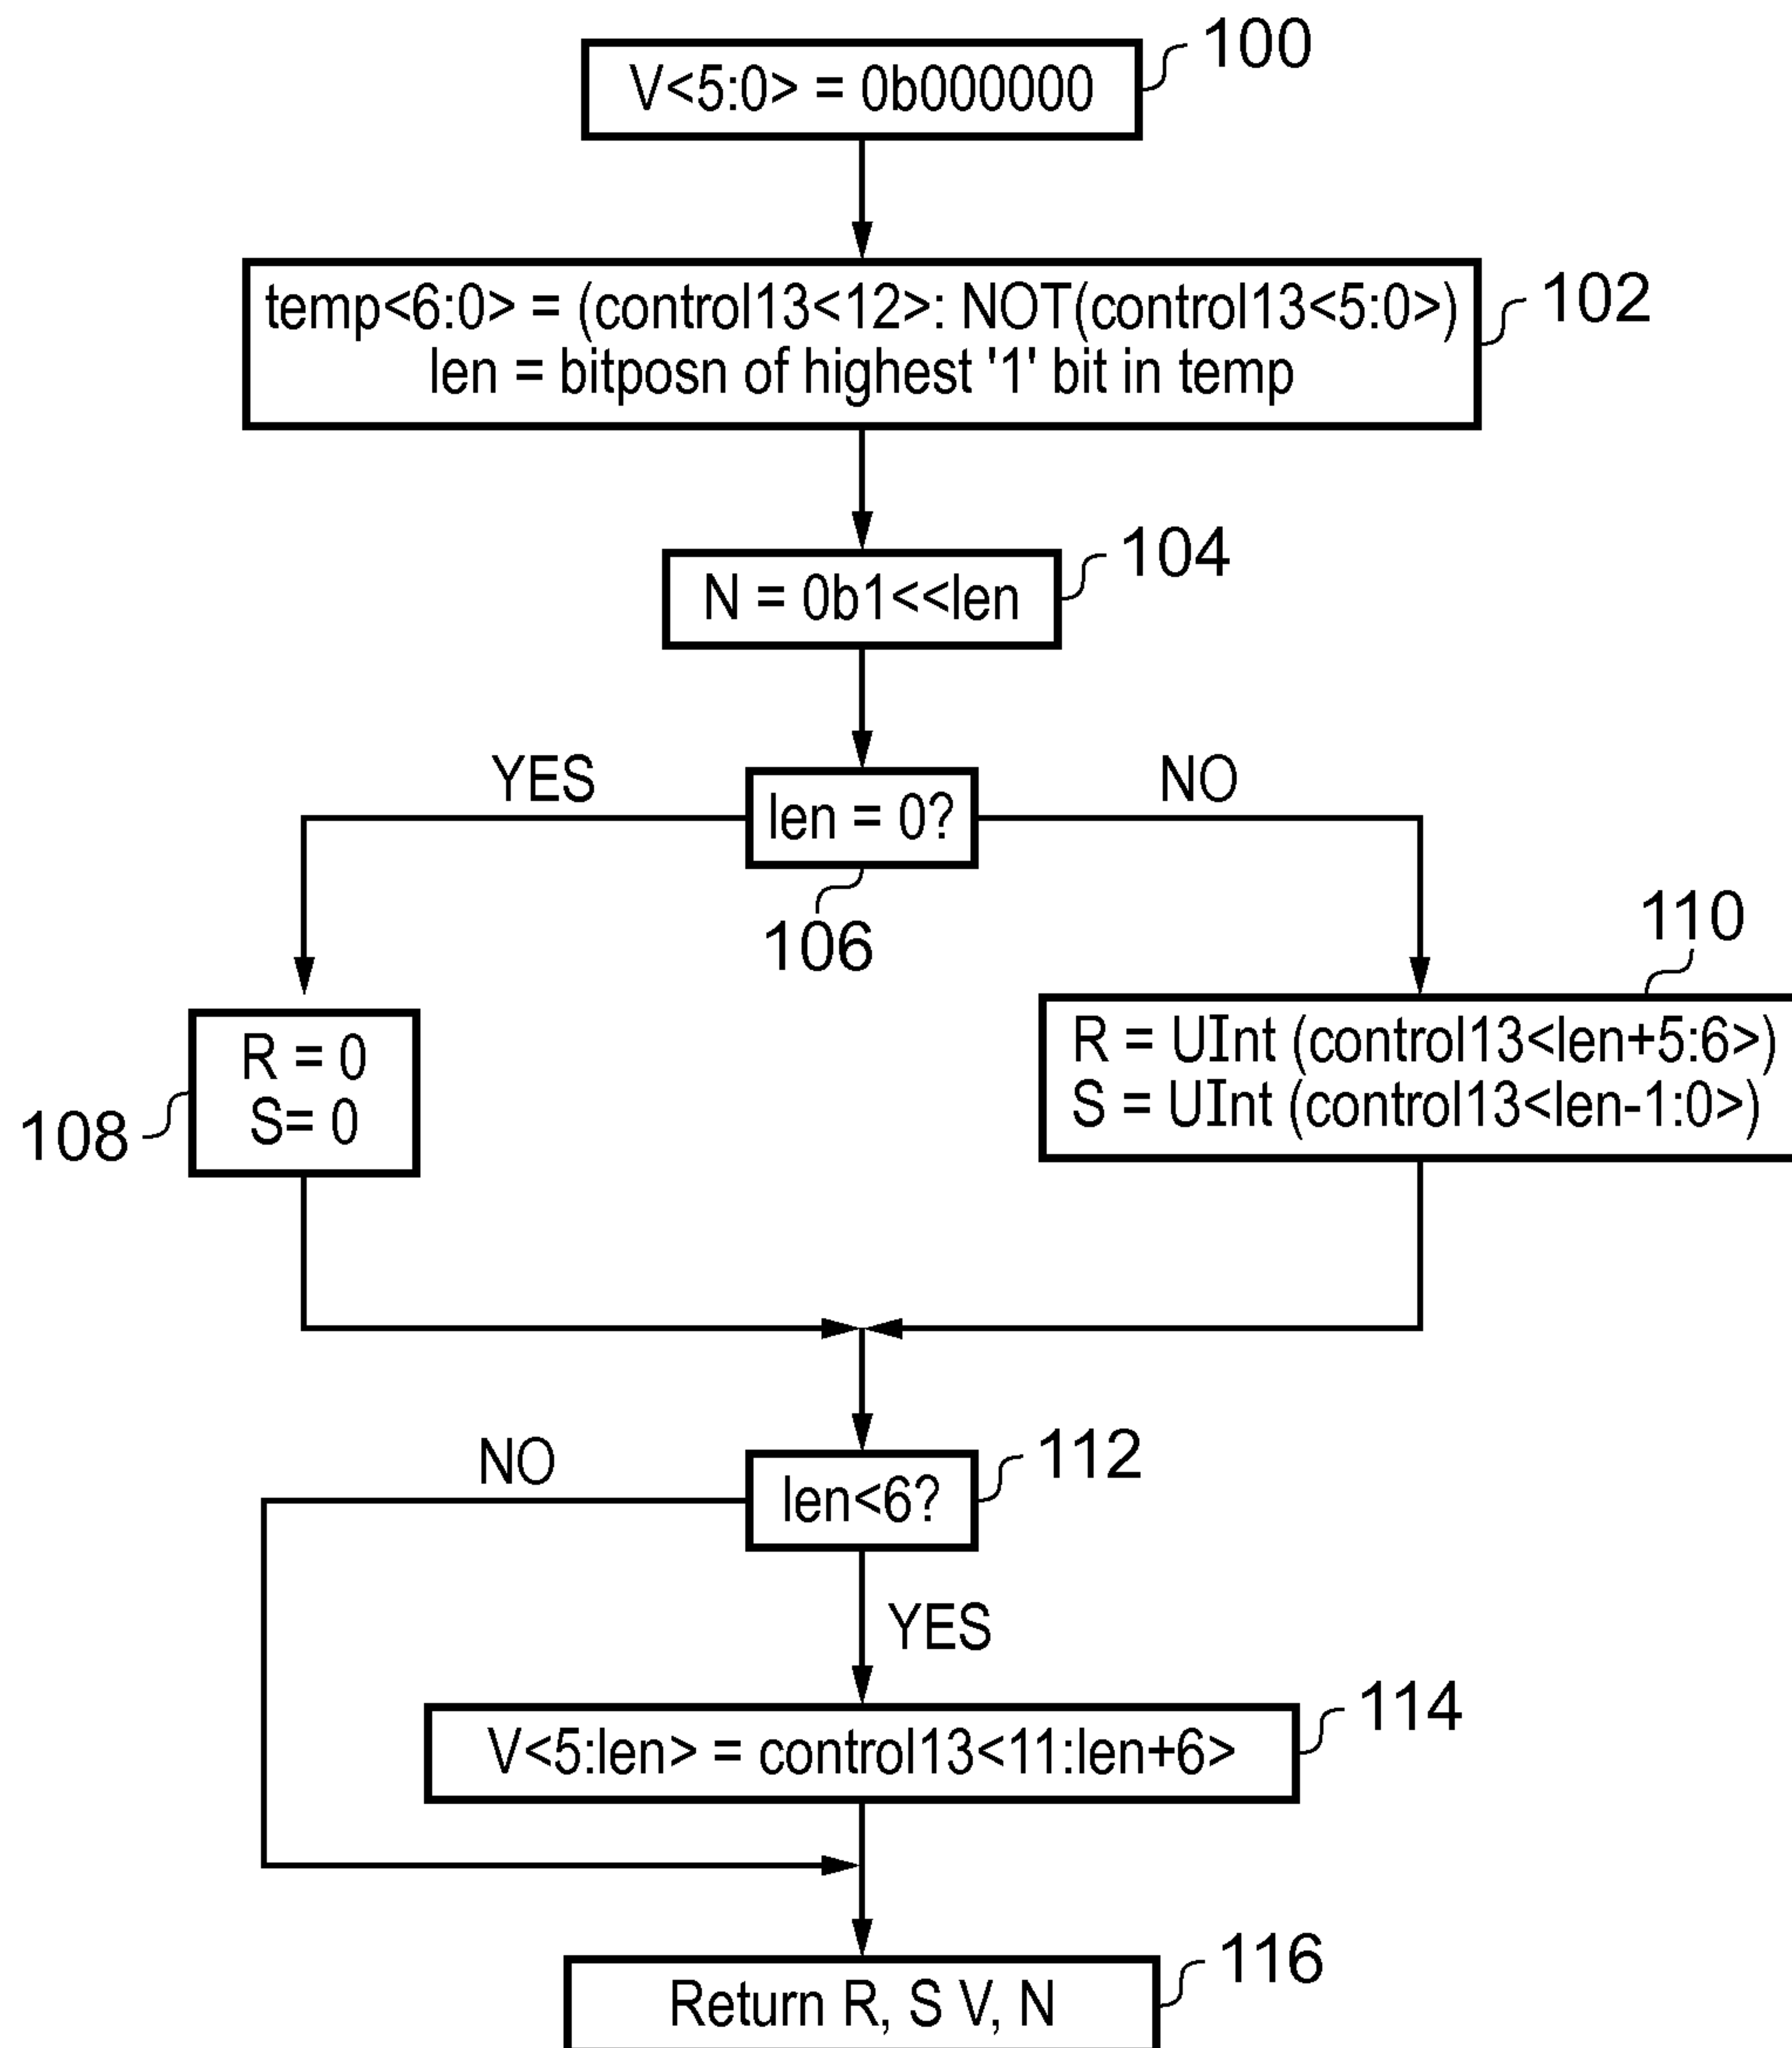 100
V<5:0> = 0b000000
102
temp<6:0> = (control13<12>: NOT(control13<5:0>)
len = bitposn of highest '1' bit in temp
104
N = 0b1<<len
YES
NO
len = 0?
106
110
R = 0
S= 0
108
R = UInt (control13<len+5:6>)
S = UInt (control13<len-1:0>)
NO
112
len<6?
YES
114
V<5:len> = control13<11:len+6>
116
Return R, S V, N